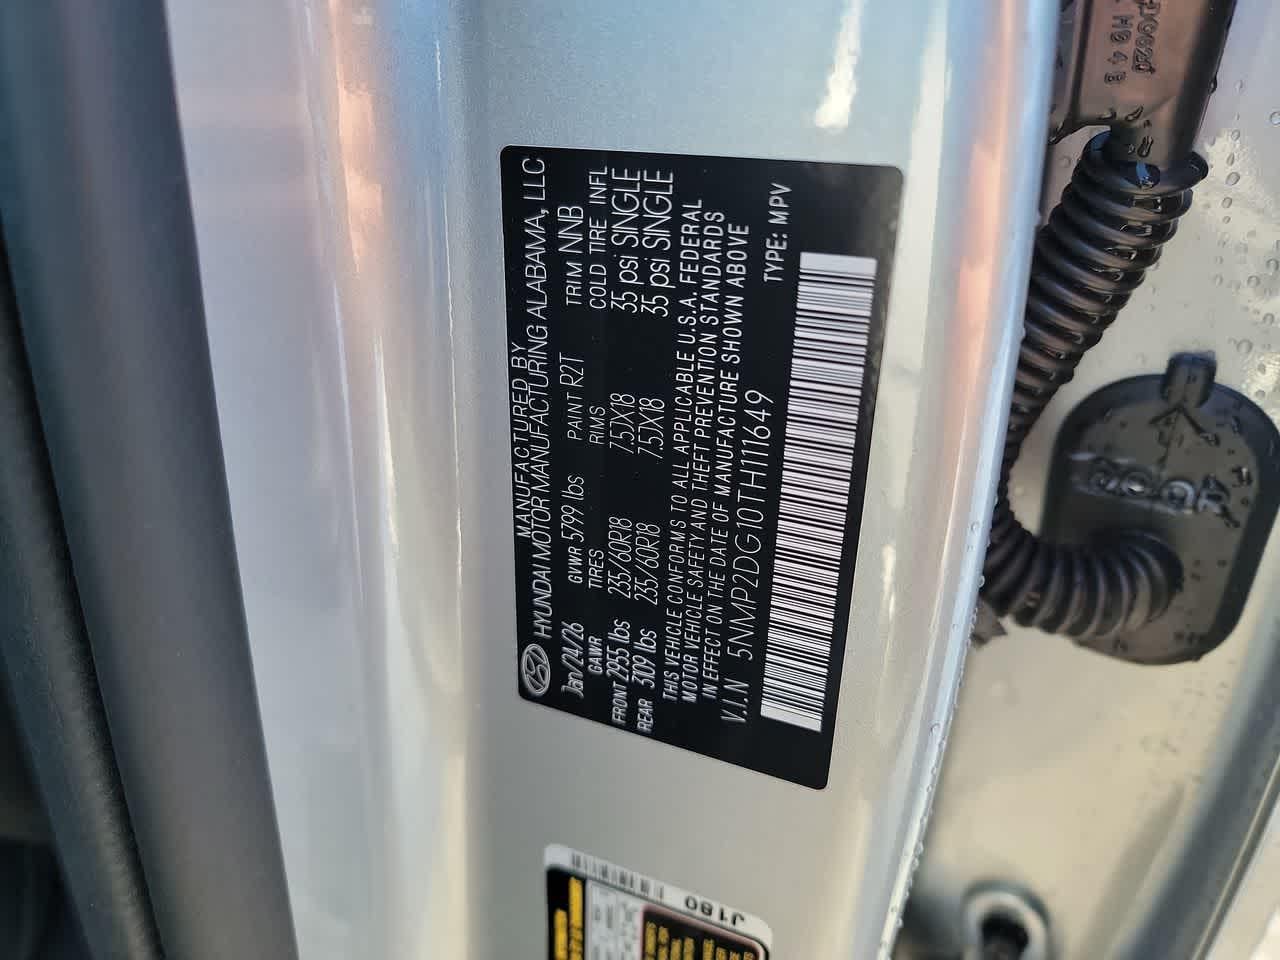 MANUFACTURED BY
HYUNDAI MOTOR MANUFACTURING ALABAMA, LLC
Jan/24/26 GVWR 5799 lbs PAINT R2T TRIM NNB
GAWR TIRES RIMS COLD TIRE INFL
FRONT 2955 lbs 235/60R18 7.5JX18 35 psi SINGLE
REAR 3109 lbs 235/60R18 7.5JX18 35 psi SINGLE
THIS VEHICLE CONFORMS TO ALL APPLICABLE U.S.A. FEDERAL
MOTOR VEHICLE SAFETY AND THEFT PREVENTION STANDARDS
IN EFFECT ON THE DATE OF MANUFACTURE SHOWN ABOVE
V.I.N 5NMP2DG10TH111649 TYPE: MPV
J180